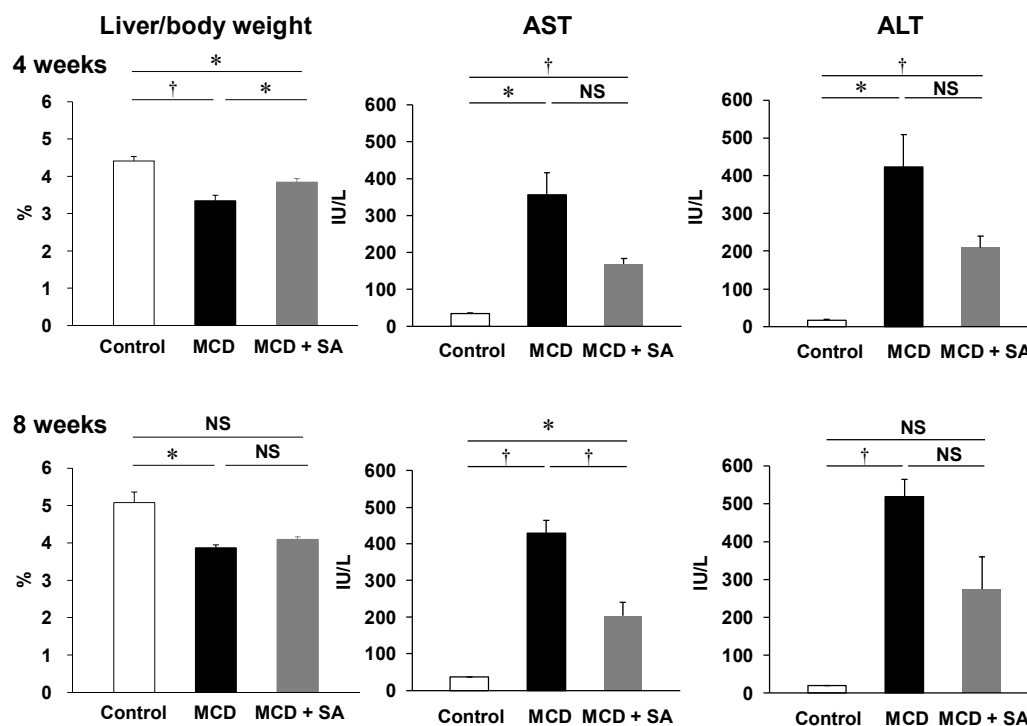 Liver/body weight AST ALT
4 weeks
* † †
† * * NS * NS
6 600 600
5 500 500
4 400 400
3 300 300
2 200 200
1 100 100
0 0 0
% IU/L IU/L
Control MCD MCD + SA Control MCD MCD + SA Control MCD MCD + SA
8 weeks
NS * NS
* NS † † † NS
6 600 600
5 500 500
4 400 400
3 300 300
2 200 200
1 100 100
0 0 0
% IU/L IU/L
Control MCD MCD + SA Control MCD MCD + SA Control MCD MCD + SA